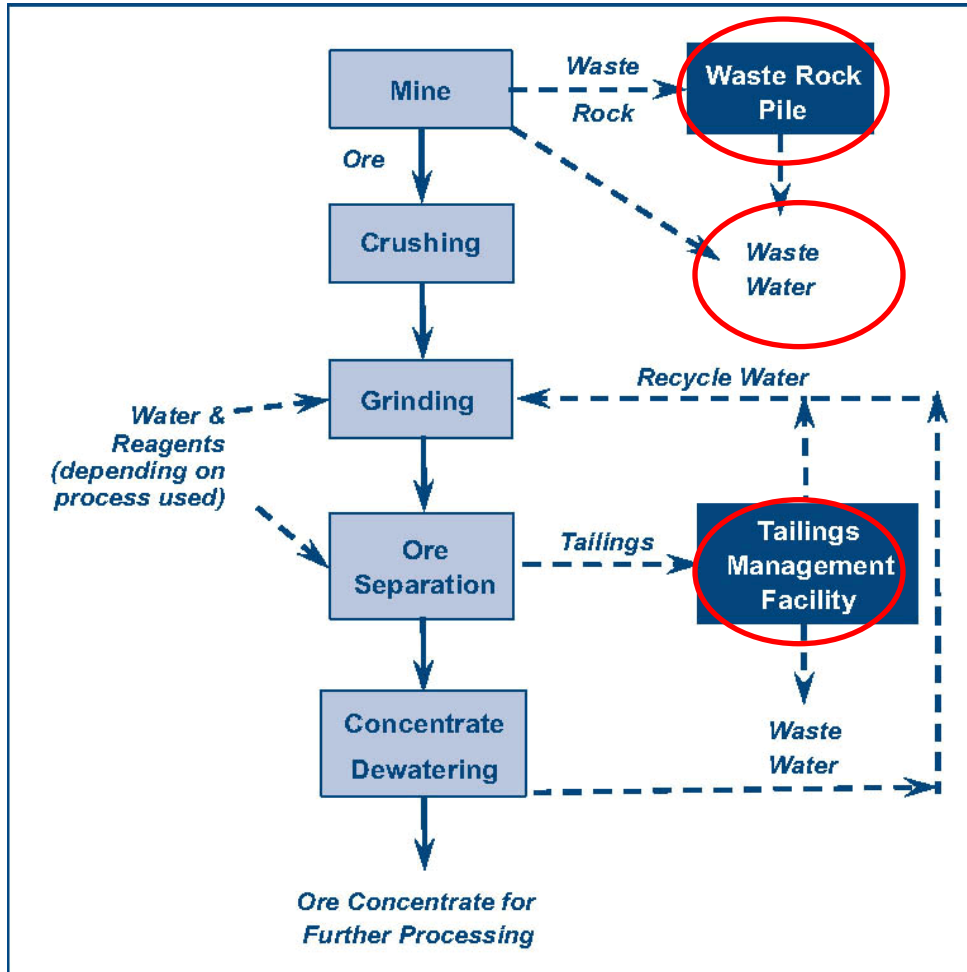 Mine
Waste
Rock
Waste Rock
Pile
Ore
Crushing
Waste
Water
Recycle Water
Grinding
Water &
Reagents
(depending on
process used)
Ore
Separation
Tailings
Tailings
Management
Facility
Waste
Water
Concentrate
Dewatering
Ore Concentrate for
Further Processing